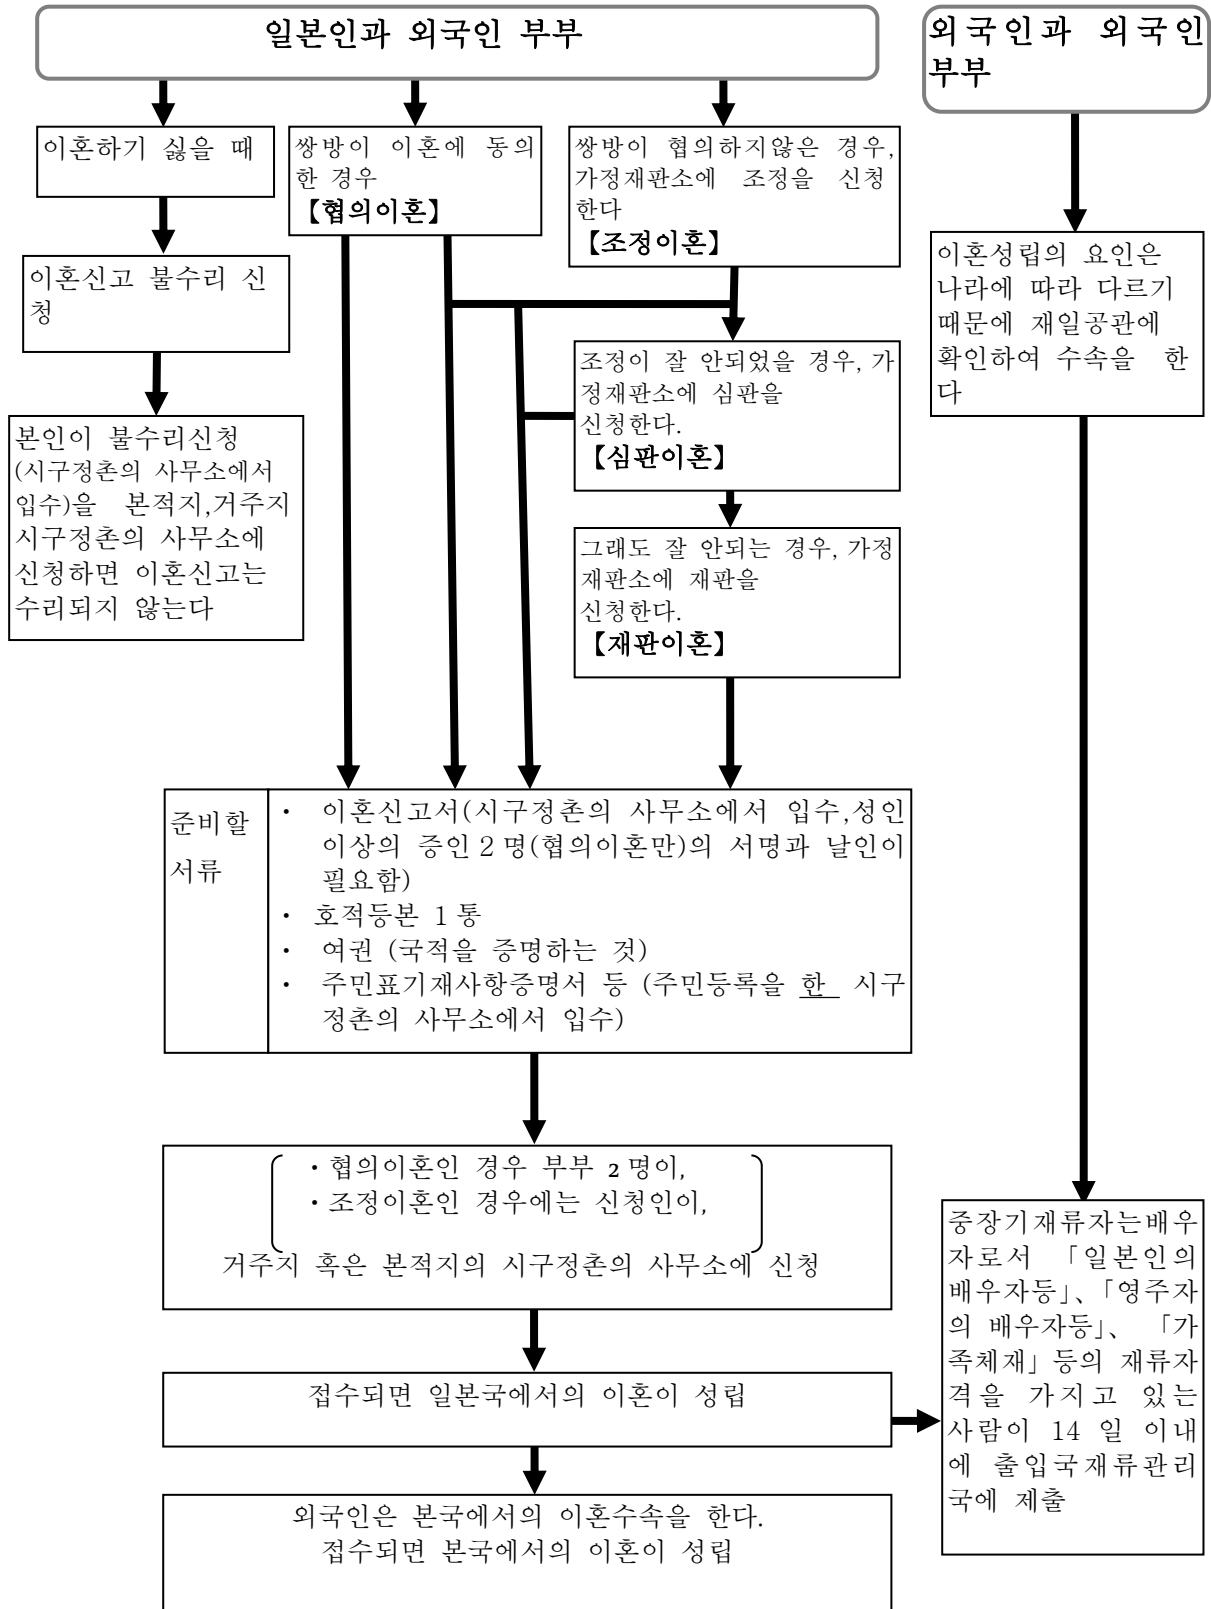 일본인과 외국인 부부
외국인과 외국인
부부
이혼하기 싫을 때
쌍방이 이혼에 동의
한 경우
【협의이혼】
쌍방이 협의하지않은 경우,
가정재판소에 조정을 신청
한다
【조정이혼】
이혼신고 불수리 신
청
이혼성립의 요인은
나라에 따라 다르기
때문에 재일공관에
확인하여 수속을 한
다
조정이 잘 안되었을 경우, 가
정재판소에 심판을
신청한다.
【심판이혼】
본인이 불수리신청
(시구정촌의 사무소에서
입수)을 본적지,거주지
시구정촌의 사무소에
신청하면 이혼신고는
수리되지 않는다
그래도 잘 안되는 경우, 가정
재판소에 재판을
신청한다.
【재판이혼】
준비할
서류
・ 이혼신고서(시구정촌의 사무소에서 입수,성인
이상의 증인 2 명(협의이혼만)의 서명과 날인이
필요함)
・ 호적등본 1 통
・ 여권 (국적을 증명하는 것)
・ 주민표기재사항증명서 등 (주민등록을 한 시구
정촌의 사무소에서 입수)
・협의이혼인 경우 부부 2 명이,
・조정이혼인 경우에는 신청인이,
거주지 혹은 본적지의 시구정촌의 사무소에 신청
접수되면 일본국에서의 이혼이 성립
외국인은 본국에서의 이혼수속을 한다.
접수되면 본국에서의 이혼이 성립
중장기재류자는배우
자로서 「일본인의
배우자등」、「영주자
의 배우자등」、 「가
족체재」등의 재류자
격을 가지고 있는
사람이 14 일 이내
에 출입국재류관리
국에 제출